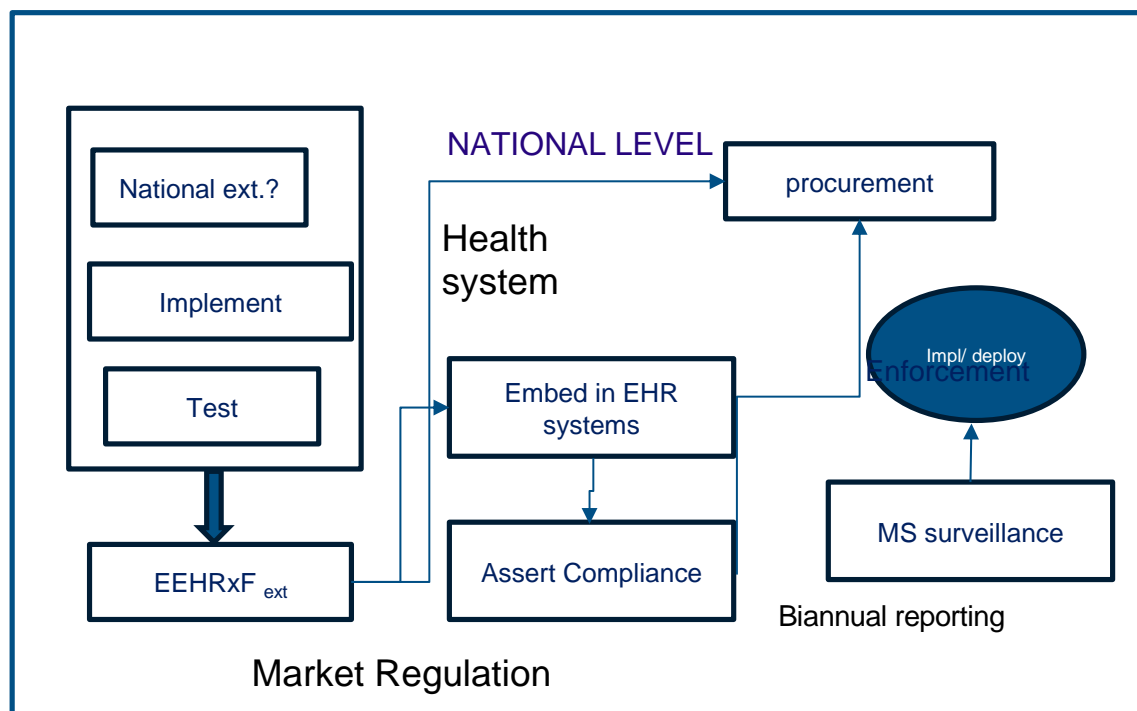 NATIONAL LEVEL
National ext.?
procurement
Health
system
Implement
Impl/ deploy
Enforcement
Embed in EHR
systems
Test
MS surveillance
EEHRxF ext
Assert Compliance
Biannual reporting
Market Regulation